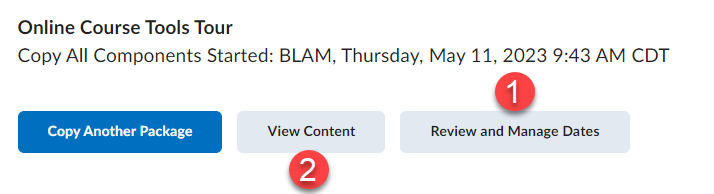 Online Course Tools Tour
Copy All Components Started: BLAM, Thursday, May 11, 2023 9:43 AM CDT
1
Copy Another Package View Content Review and Manage Dates
2